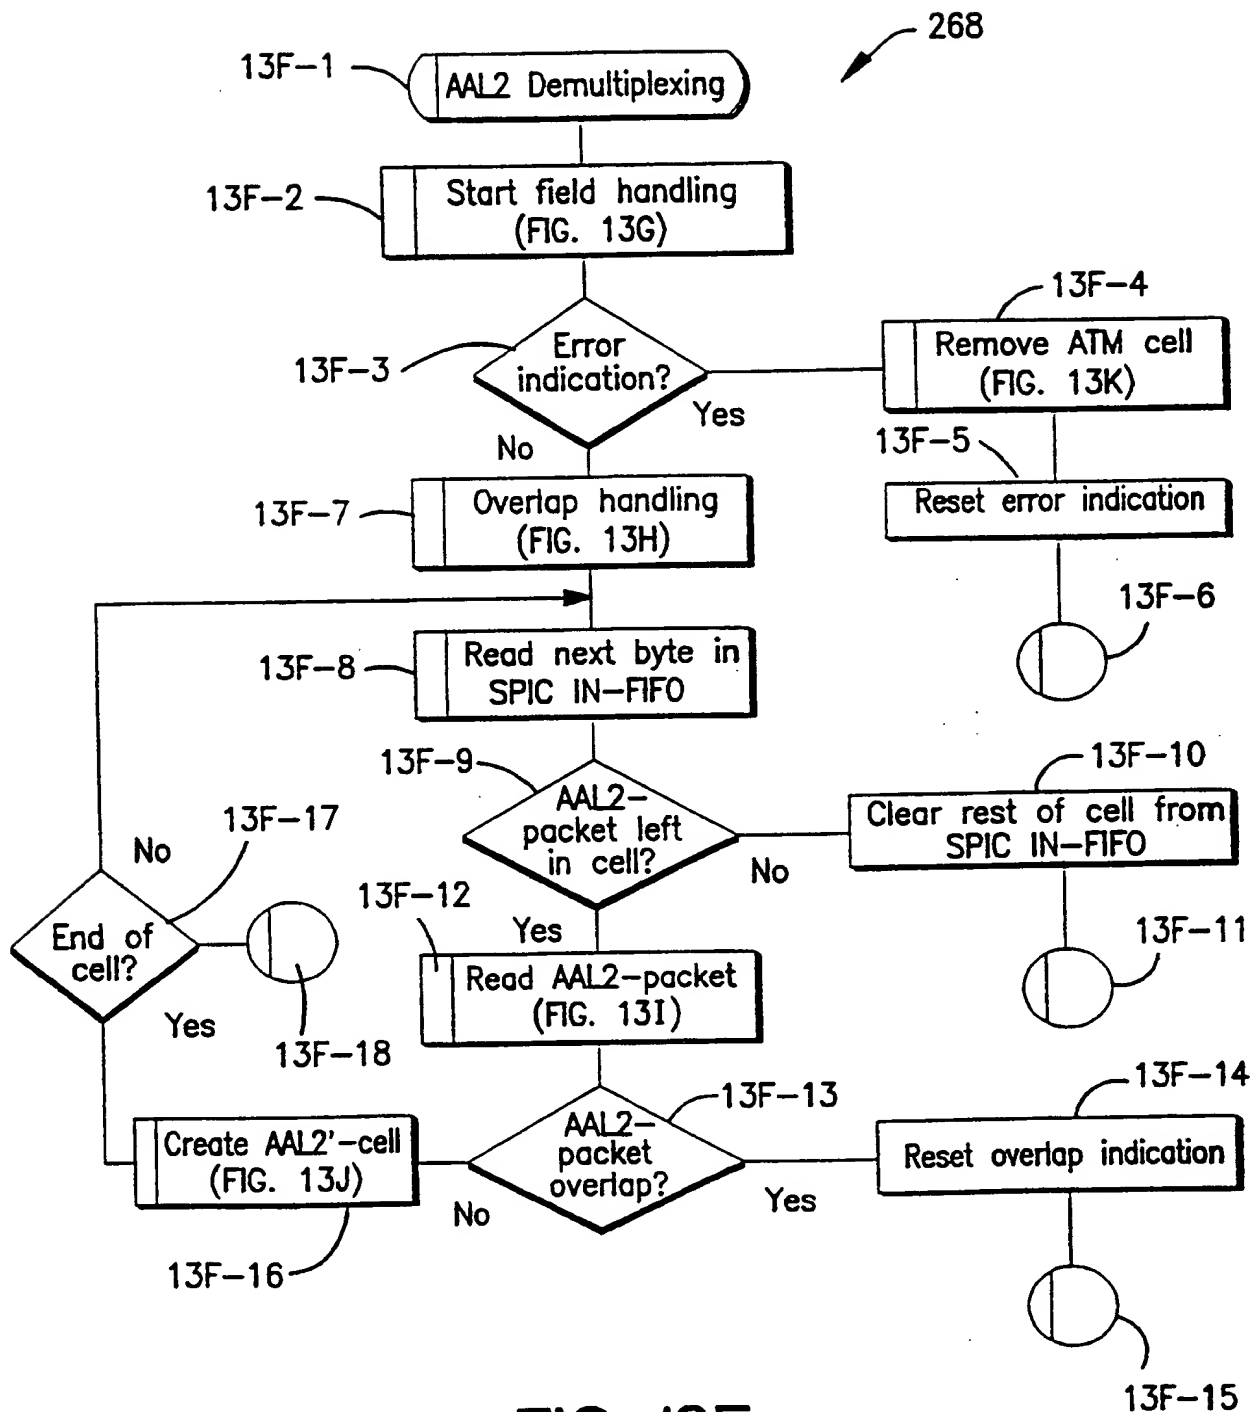 268
13F-1
AAL2 Demultiplexing
13F-2
Start field handling
(FIG. 13G)
13F-3
Error
indication?
Yes
No
13F-4
Remove ATM cell
(FIG. 13K)
13F-5
Reset error indication
13F-6
13F-7
Overlap handling
(FIG. 13H)
13F-8
Read next byte in
SPIC IN-FIFO
13F-9
AAL2-
packet left
in cell?
No
Yes
13F-10
Clear rest of cell from
SPIC IN-FIFO
13F-11
13F-17
No
End of
cell?
Yes
13F-18
13F-12
Read AAL2-packet
(FIG. 13I)
13F-13
AAL2-
packet
overlap?
Yes
No
13F-14
Reset overlap indication
13F-15
Create AAL2'-cell
(FIG. 13J)
13F-16